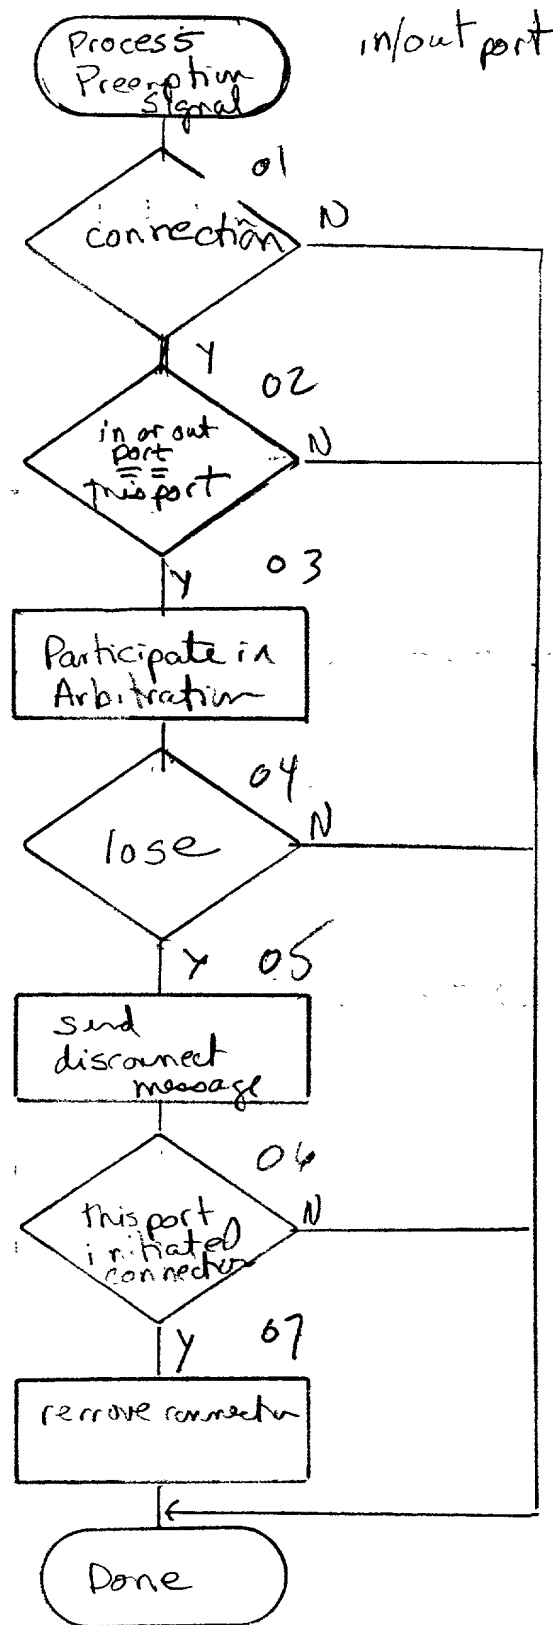 Process
Preemption
Signal
in/out port
01
connection
N
Y
02
in or out
port
==
this port
N
Y
03
Participate in
Arbitration
04
lose
N
Y
05
send
disconnect
message
06
this port
initiated
connection
N
Y
07
remove connection
Done